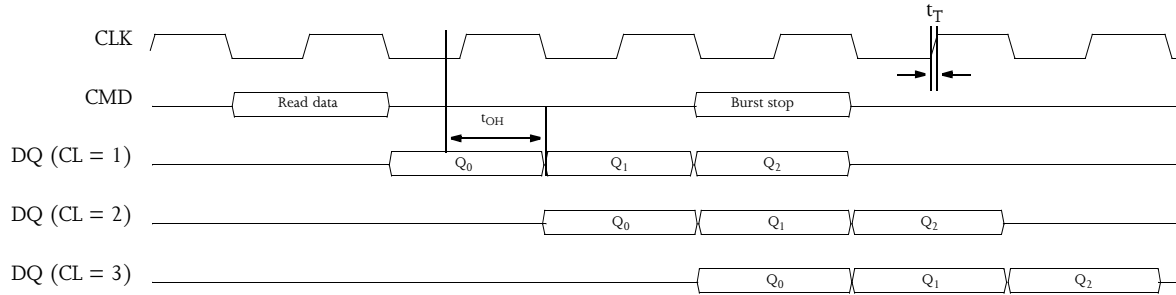 t_T
CLK
CMD
Read data
Burst stop
t_OH
DQ (CL = 1)
Q_0
Q_1
Q_2
DQ (CL = 2)
Q_0
Q_1
Q_2
DQ (CL = 3)
Q_0
Q_1
Q_2